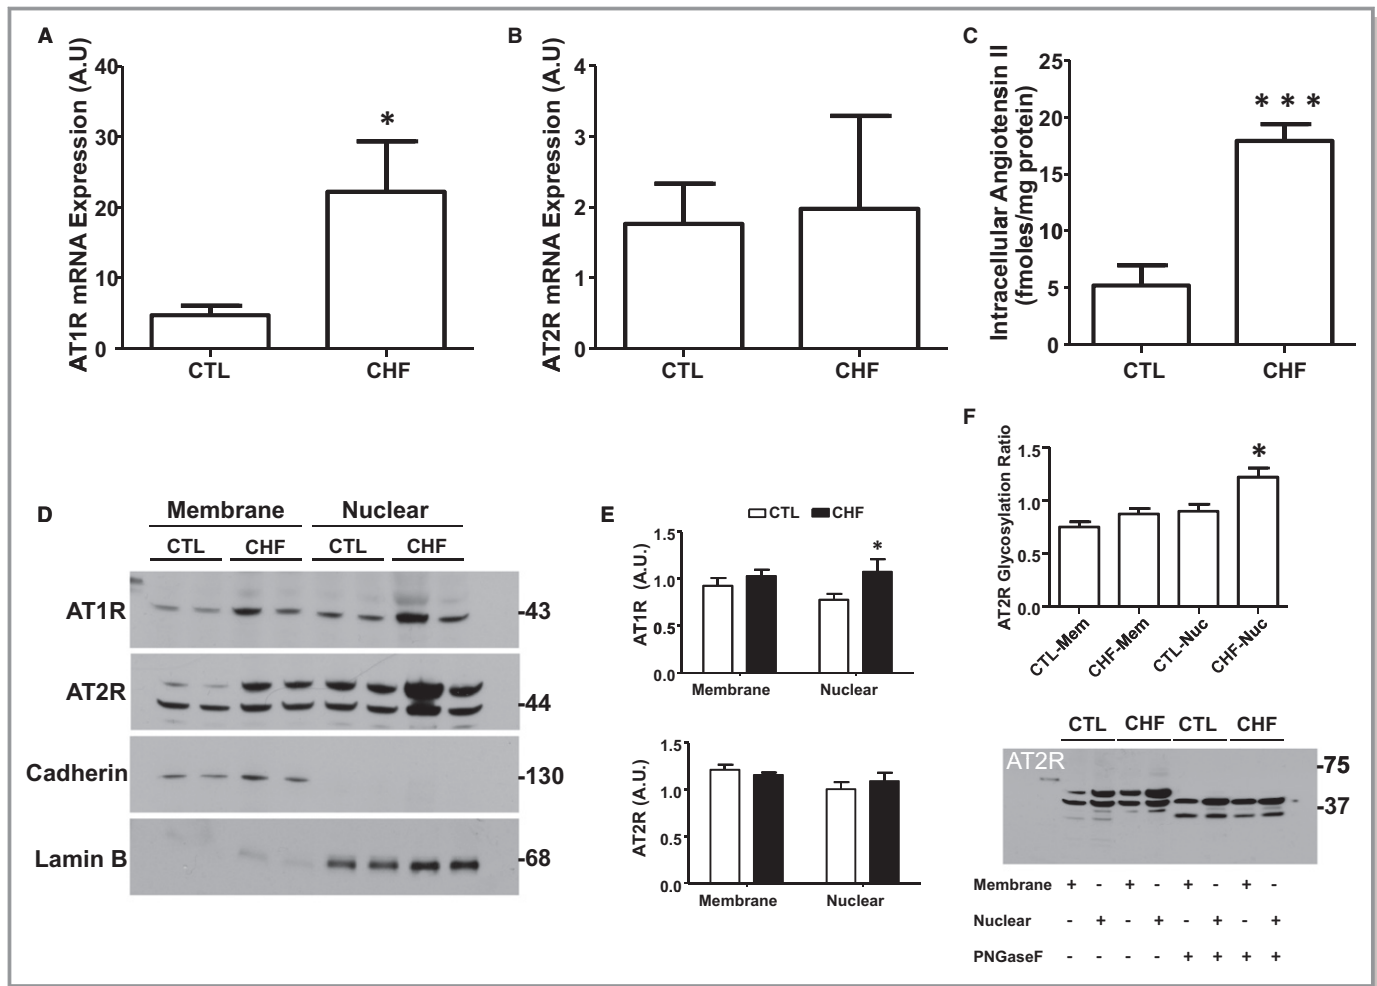 A
AT1R mRNA Expression (A.U)
40
30
20
10
0
*
CTL CHF
B
AT2R mRNA Expression (A.U)
4
3
2
1
0
CTL CHF
C
Intracellular Angiotensin II
(fmoles/mg protein)
25
20
15
10
5
0
* * *
CTL CHF
D
Membrane Nuclear
CTL CHF CTL CHF
AT1R -43
AT2R -44
Cadherin -130
Lamin B -68
E
CTL CHF
AT1R (A.U.)
1.5
1.0
0.5
0.0
*
Membrane Nuclear
AT2R (A.U.)
1.5
1.0
0.5
0.0
Membrane Nuclear
F
AT2R Glycosylation Ratio
1.5
1.0
0.5
0.0
*
CTL-Mem CHF-Mem CTL-Nuc CHF-Nuc
CTL CHF CTL CHF
AT2R
-75
-37
Membrane + - + - + - + -
Nuclear - + - + - + - +
PNGaseF - - - - + + + +